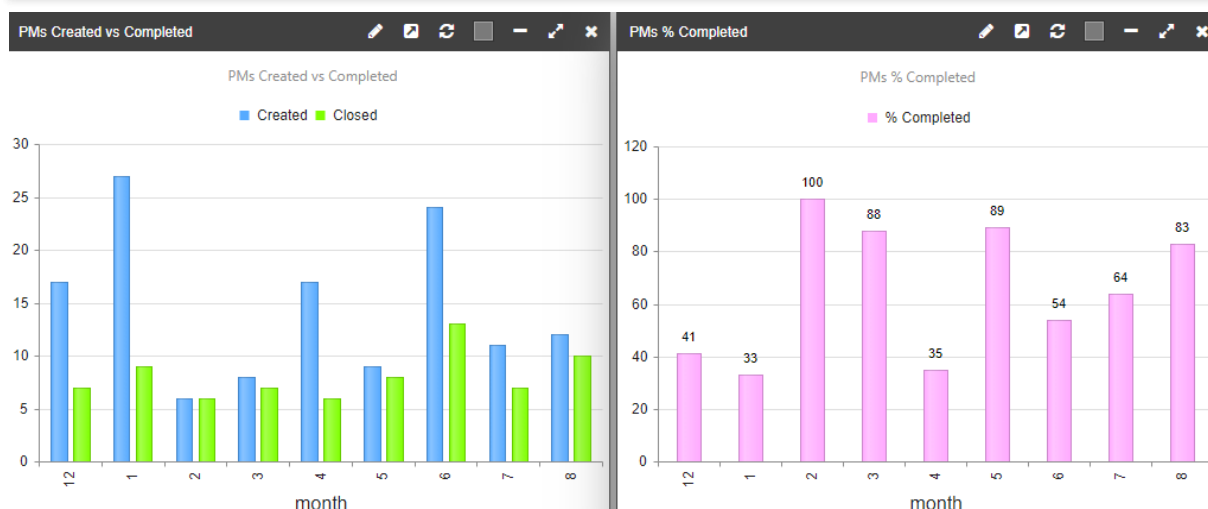 PMs Created vs Completed
PMs Created vs Completed
Created Closed
30
25
20
15
10
5
0
12 1 2 3 4 5 6 7 8
month
PMs % Completed
PMs % Completed
% Completed
120
100
80
60
40
20
0
41 33 100 88 35 89 54 64 83
12 1 2 3 4 5 6 7 8
month